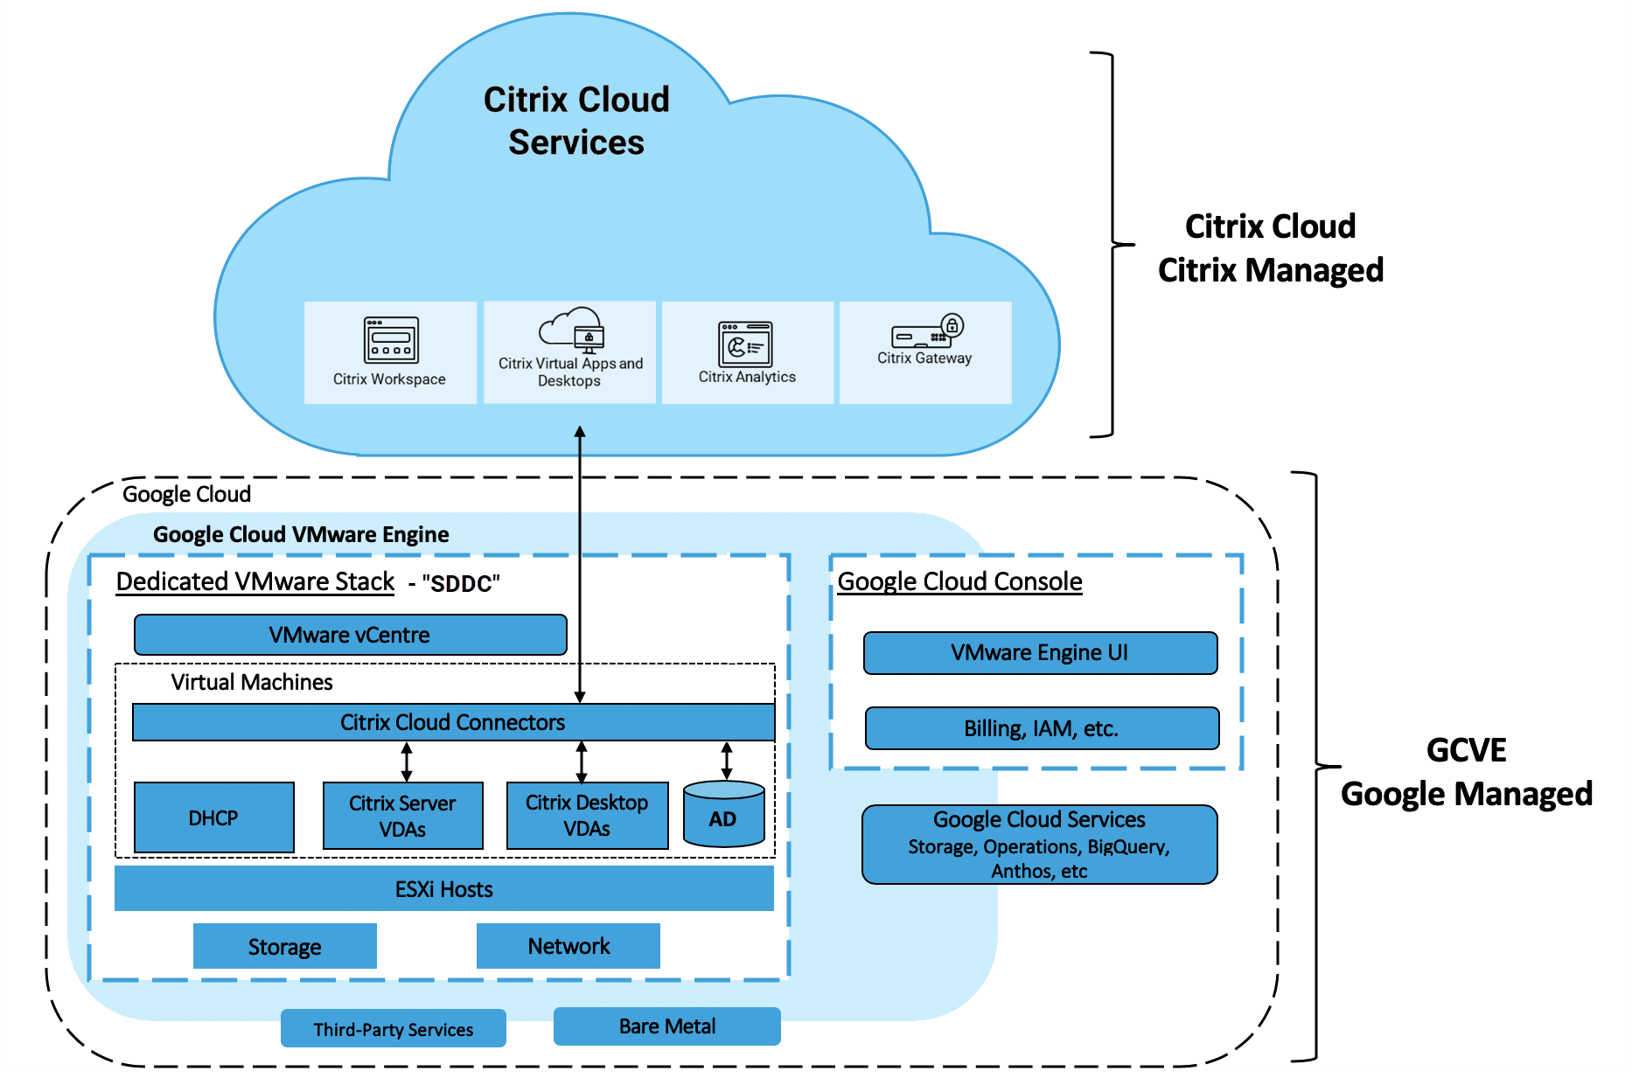 Citrix Cloud
Services
Citrix Workspace
Citrix Virtual Apps and
Desktops
Citrix Analytics
Citrix Gateway
Citrix Cloud
Citrix Managed
Google Cloud
Google Cloud VMware Engine
Dedicated VMware Stack - "SDDC"
VMware vCentre
Virtual Machines
Citrix Cloud Connectors
DHCP
Citrix Server
VDAs
Citrix Desktop
VDAs
AD
ESXi Hosts
Storage
Network
Google Cloud Console
VMware Engine UI
Billing, IAM, etc.
Google Cloud Services
Storage, Operations, BigQuery,
Anthos, etc
Third-Party Services
Bare Metal
GCVE
Google Managed